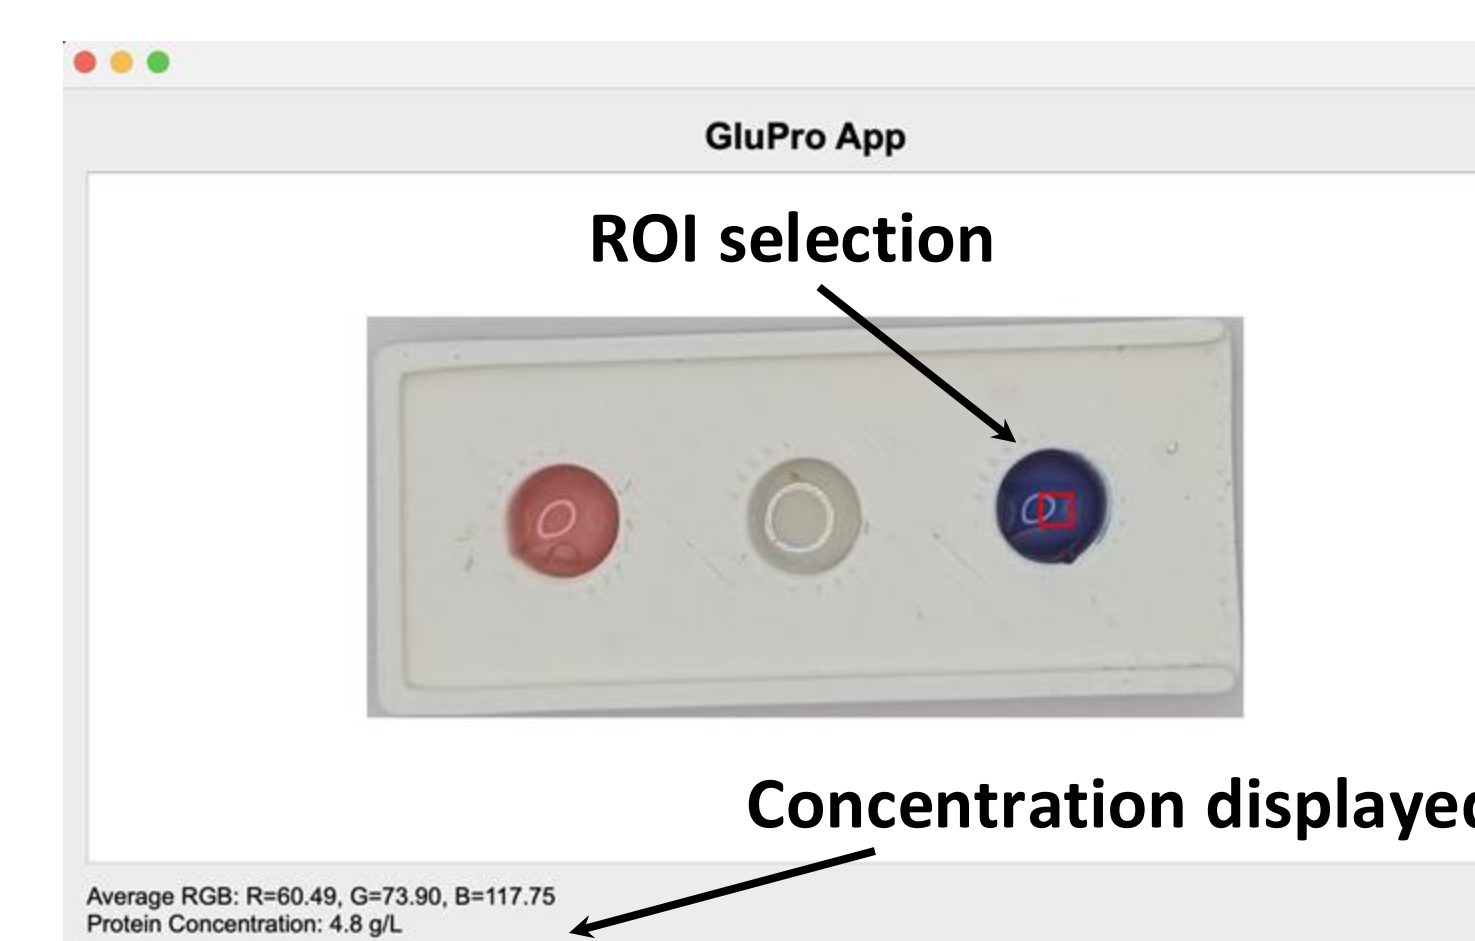 GluPro App
ROI selection
Concentration displayed
Average RGB: R=60.49, G=73.90, B=117.75
Protein Concentration: 4.8 g/L